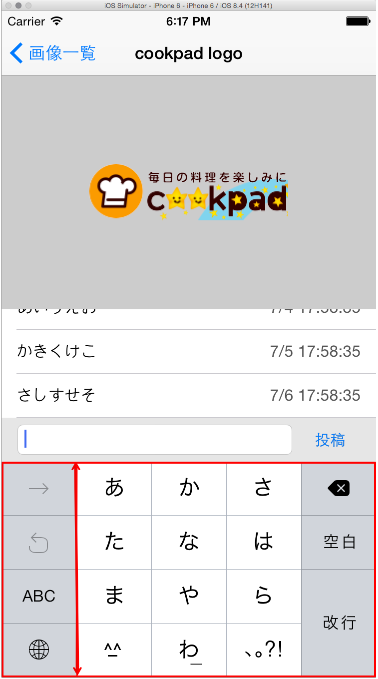 iOS Simulator - iPhone 6 - iPhone 6 / iOS 8.4 (12H141)
Carrier 6:17 PM
画像一覧 cookpad logo
毎日の料理を楽しみに
cookpad
あいうえお 7/4 17:58:35
かきくけこ 7/5 17:58:35
さしすせそ 7/6 17:58:35
投稿
→ あ か さ
た な は 空白
ABC ま や ら 改行
^_^ わ_ 、。?!